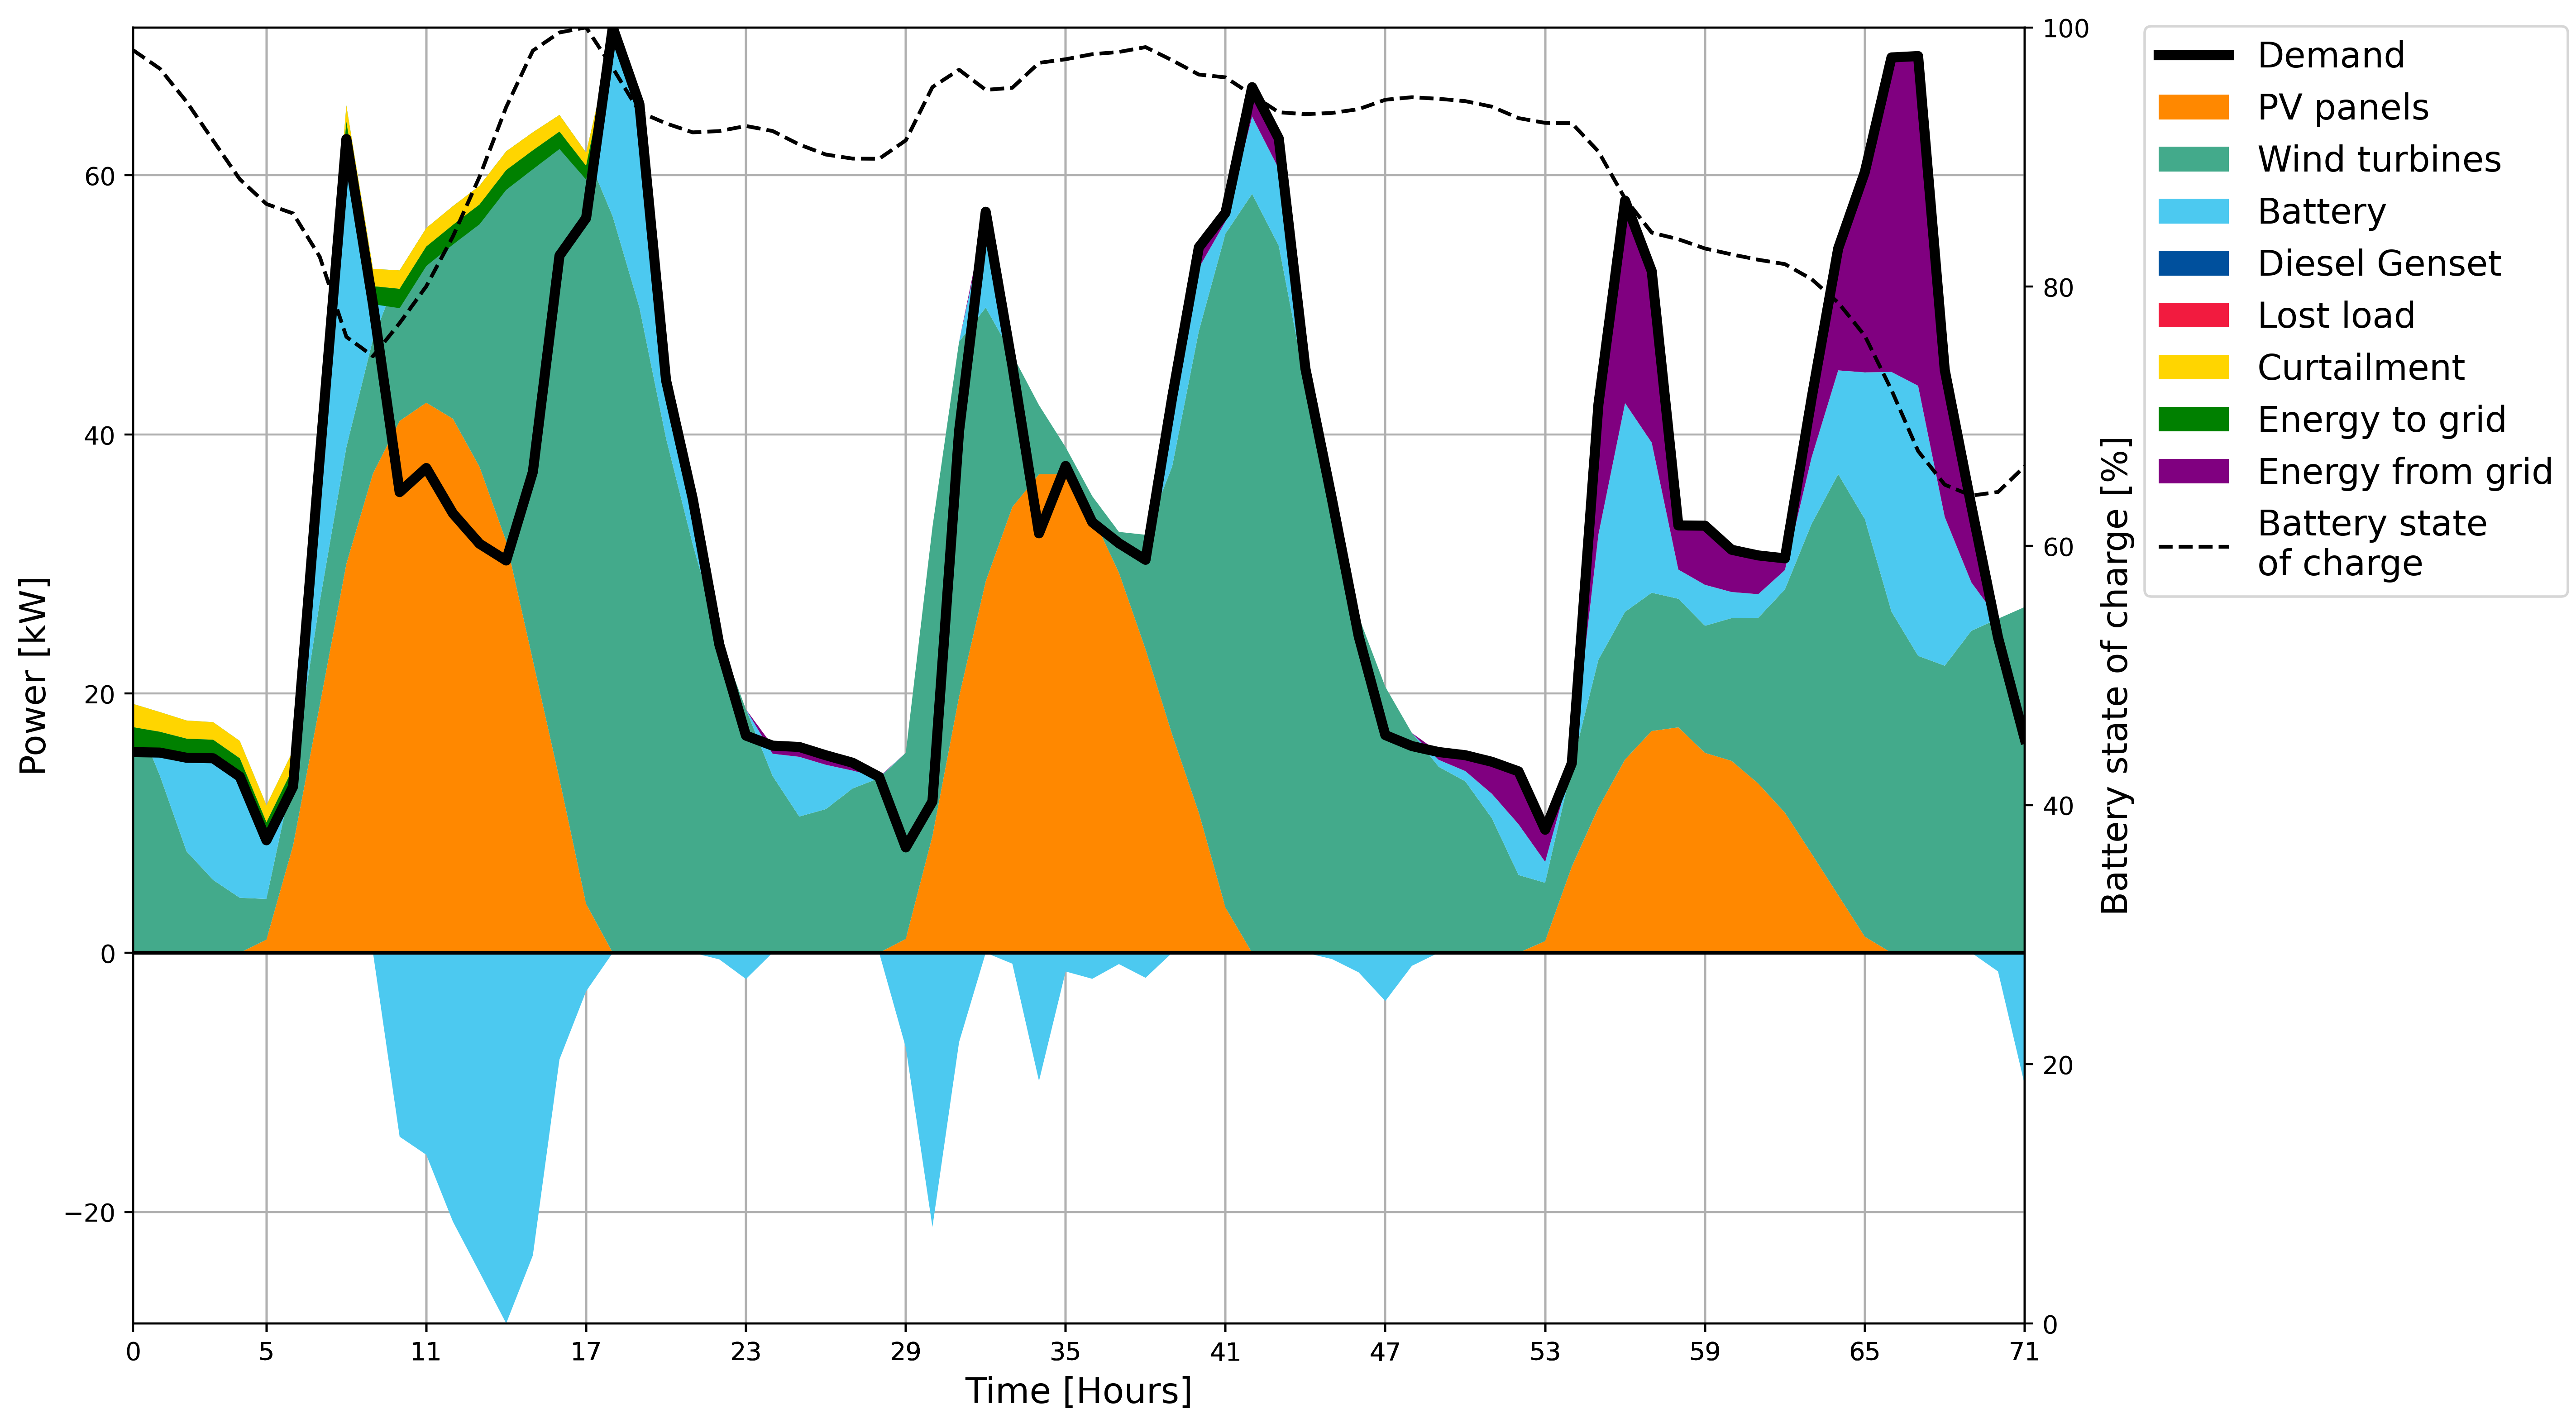 Power [kW]
60
40
20
0
−20
0
5
11
17
23
29
35
41
47
53
59
65
71
Time [Hours]
100
80
60
40
20
0
Battery state of charge [%]
Demand
PV panels
Wind turbines
Battery
Diesel Genset
Lost load
Curtailment
Energy to grid
Energy from grid
Battery state
of charge